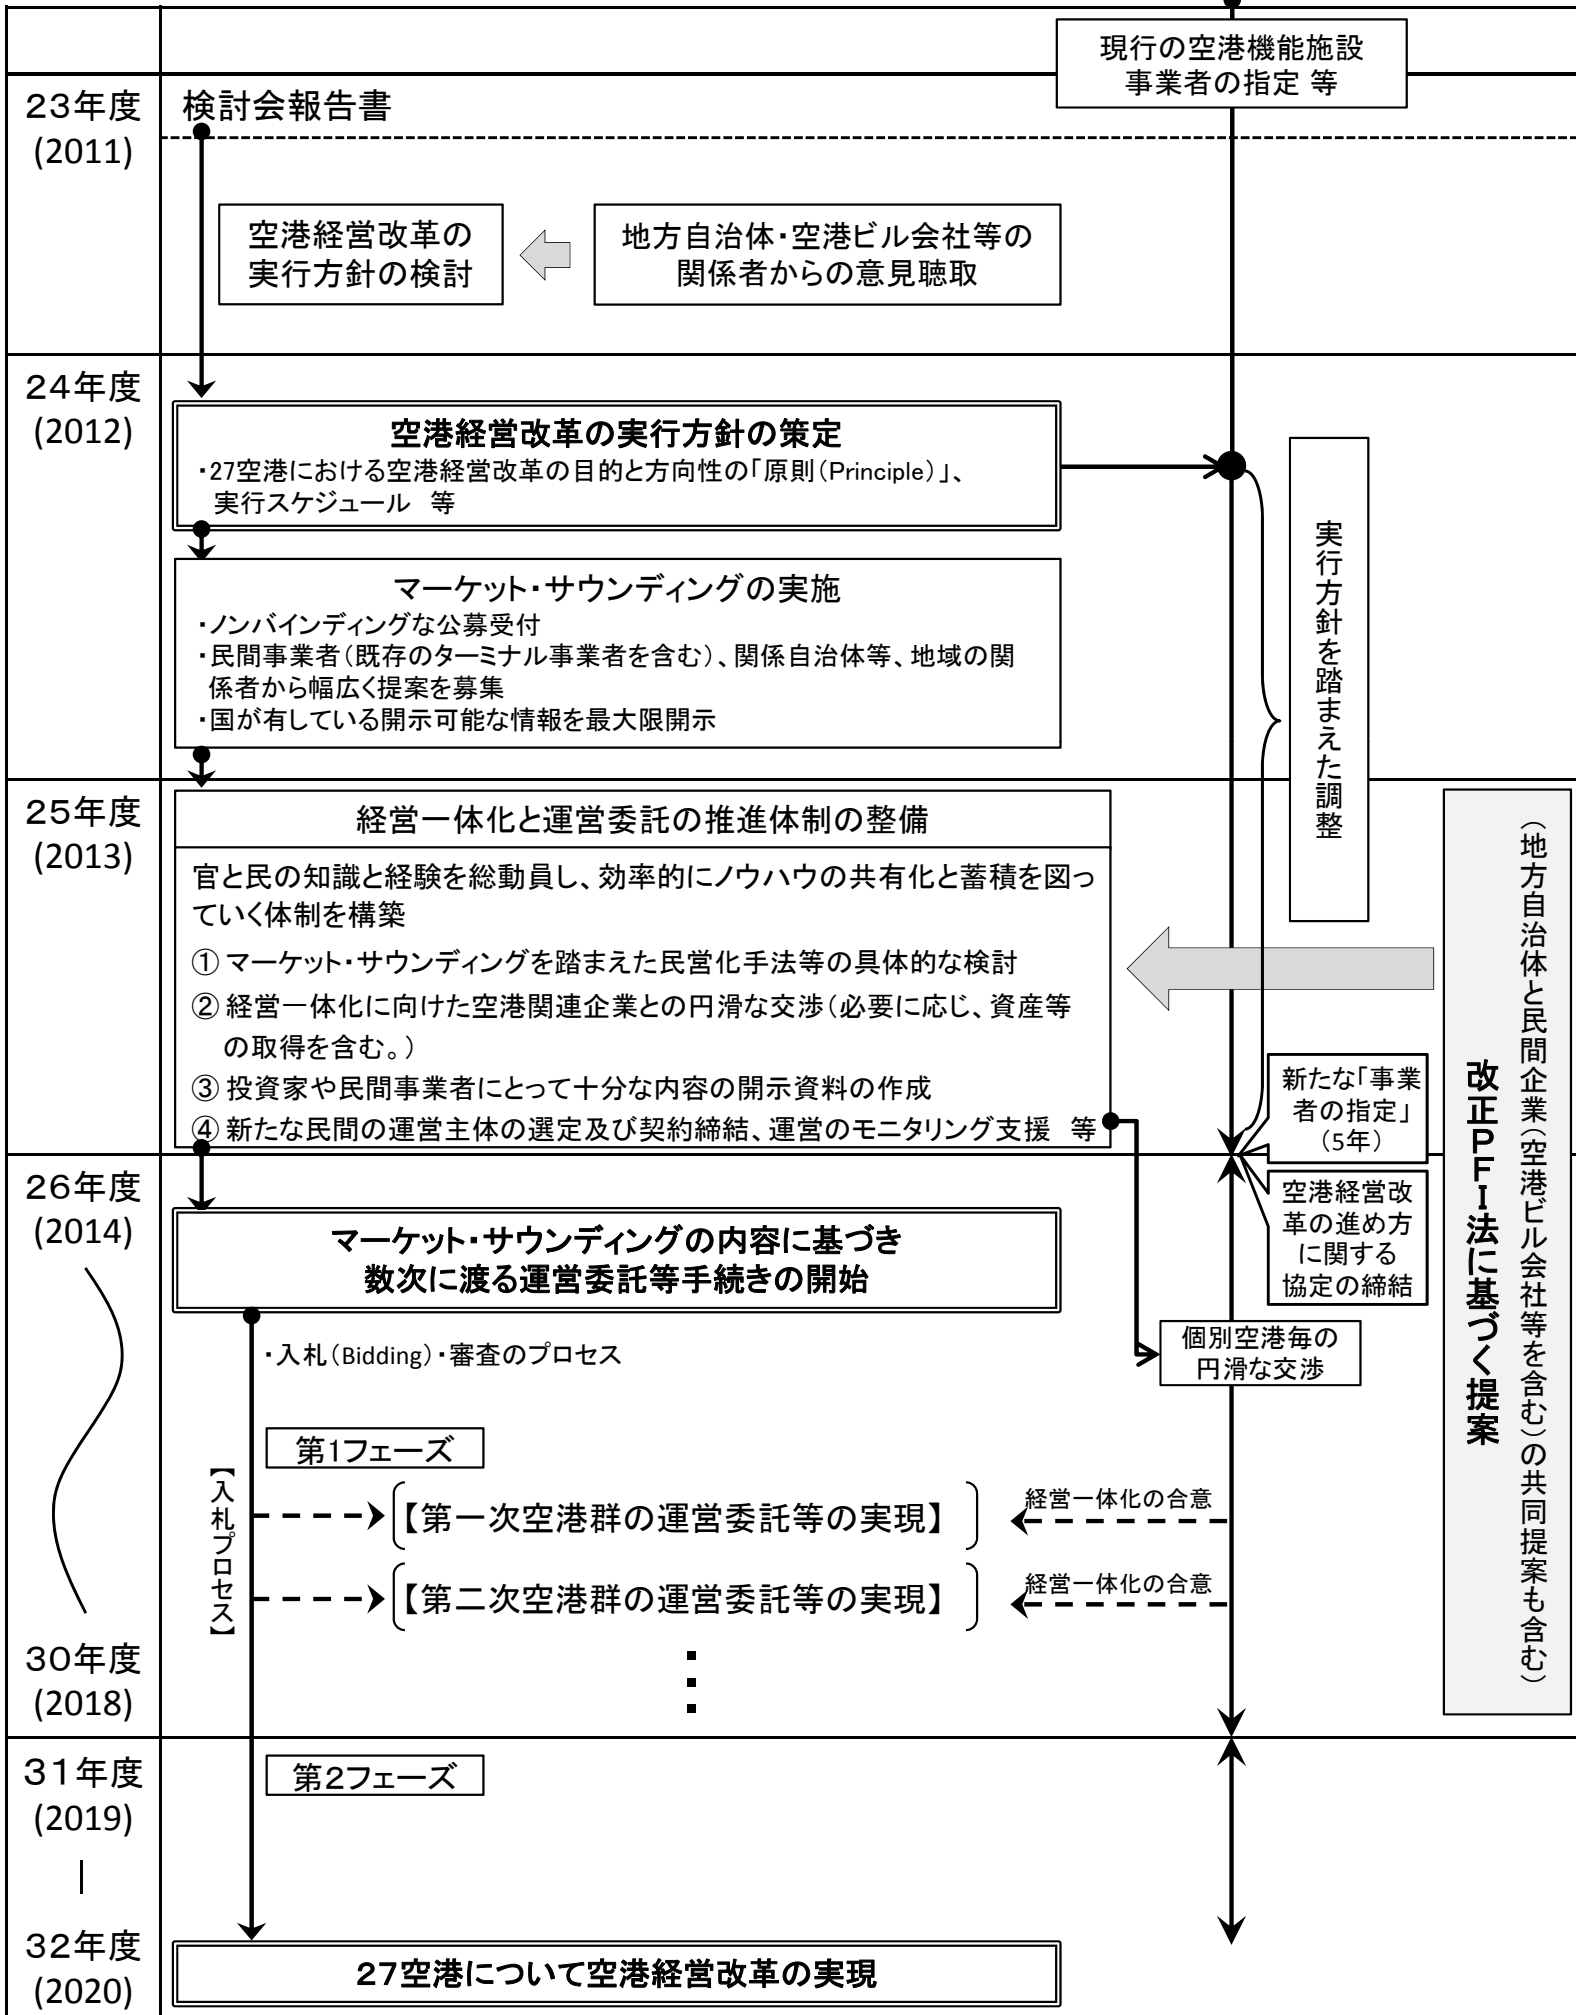 現行の空港機能施設
事業者の指定 等
23年度
(2011)
検討会報告書
空港経営改革の
実行方針の検討
地方自治体・空港ビル会社等の
関係者からの意見聴取
24年度
(2012)
空港経営改革の実行方針の策定
・27空港における空港経営改革の目的と方向性の「原則(Principle)」、
実行スケジュール 等
マーケット・サウンディングの実施
・ノンバインディングな公募受付
・民間事業者(既存のターミナル事業者を含む)、関係自治体等、地域の関
係者から幅広く提案を募集
・国が有している開示可能な情報を最大限開示
実行方針を踏まえた調整
25年度
(2013)
経営一体化と運営委託の推進体制の整備
官と民の知識と経験を総動員し、効率的にノウハウの共有化と蓄積を図っ
ていく体制を構築
① マーケット・サウンディングを踏まえた民営化手法等の具体的な検討
② 経営一体化に向けた空港関連企業との円滑な交渉(必要に応じ、資産等
の取得を含む。)
③ 投資家や民間事業者にとって十分な内容の開示資料の作成
④ 新たな民間の運営主体の選定及び契約締結、運営のモニタリング支援 等
新たな「事業
者の指定」
(5年)
空港経営改
革の進め方
に関する
協定の締結
改正PFI法に基づく提案
(地方自治体と民間企業(空港ビル会社等を含む)の共同提案も含む)
26年度
(2014)
マーケット・サウンディングの内容に基づき
数次に渡る運営委託等手続きの開始
・入札(Bidding)・審査のプロセス
個別空港毎の
円滑な交渉
第1フェーズ
【入札プロセス】
【第一次空港群の運営委託等の実現】
経営一体化の合意
【第二次空港群の運営委託等の実現】
経営一体化の合意
30年度
(2018)
31年度
(2019)
第2フェーズ
32年度
(2020)
27空港について空港経営改革の実現